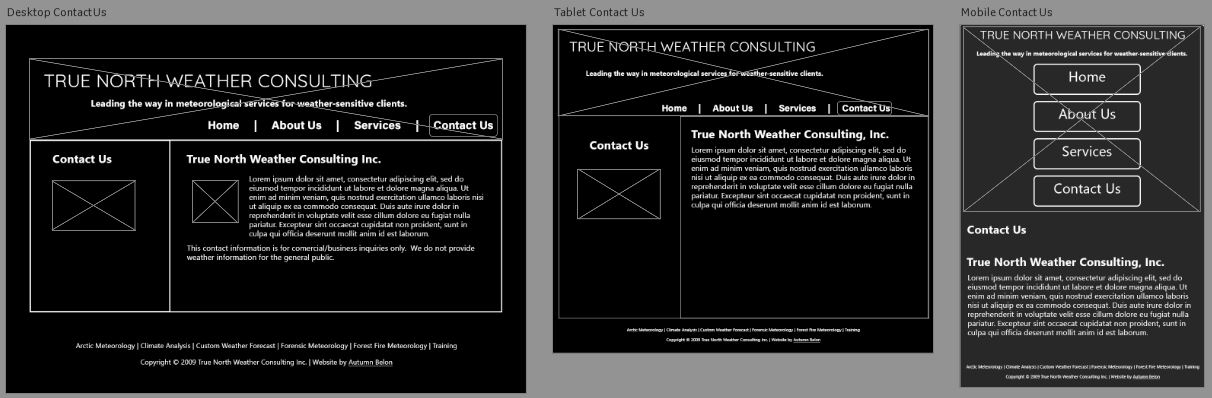 Desktop ContactUs
TRUE NORTH WEATHER CONSULTING
Leading the way in meteorological services for weather-sensitive clients.
Home | About Us | Services | Contact Us
Contact Us
True North Weather Consulting Inc.
Lorem ipsum dolor sit amet, consectetur adipiscing elit, sed do
eiusmod tempor incididunt ut labore et dolore magna aliqua. Ut
enim ad minim veniam, quis nostrud exercitation ullamco laboris nisi
ut aliquip ex ea commodo consequat. Duis aute irure dolor in
reprehenderit in voluptate velit esse cillum dolore eu fugiat nulla
pariatur. Excepteur sint occaecat cupidatat non proident, sunt in
culpa qui officia deserunt mollit anim id est laborum.
This contact information is for comercial/business inquiries only. We do not provide
weather information for the general public.
Arctic Meteorology | Climate Analysis | Custom Weather Forecast | Forensic Meteorology | Forest Fire Meteorology | Training
Copyright © 2009 True North Weather Consulting Inc. | Website by Autumn Belon
Tablet Contact Us
TRUE NORTH WEATHER CONSULTING
Leading the way in meteorological services for weather-sensitive clients.
Home | About Us | Services | Contact Us
Contact Us
True North Weather Consulting, Inc.
Lorem ipsum dolor sit amet, consectetur adipiscing elit, sed do
eiusmod tempor incididunt ut labore et dolore magna aliqua. Ut
enim ad minim veniam, quis nostrud exercitation ullamco laboris
nisi ut aliquip ex ea commodo consequat. Duis aute irure dolor in
reprehenderit in voluptate velit esse cillum dolore eu fugiat nulla
pariatur. Excepteur sint occaecat cupidatat non proident, sunt in
culpa qui officia deserunt mollit anim id est laborum.
Arctic Meteorology | Climate Analysis | Custom Weather Forecast | Forensic Meteorology | Forest Fire Meteorology | Training
Copyright © 2009 True North Weather Consulting Inc. | Website by Autumn Belon
Mobile Contact Us
TRUE NORTH WEATHER CONSULTING
Leading the way in meteorological services for weather-sensitive clients.
Home
About Us
Services
Contact Us
Contact Us
True North Weather Consulting, Inc.
Lorem ipsum dolor sit amet, consectetur adipiscing elit, sed do
eiusmod tempor incididunt ut labore et dolore magna aliqua. Ut
enim ad minim veniam, quis nostrud exercitation ullamco laboris
nisi ut aliquip ex ea commodo consequat. Duis aute irure dolor in
reprehenderit in voluptate velit esse cillum dolore eu fugiat nulla
pariatur. Excepteur sint occaecat cupidatat non proident, sunt in
culpa qui officia deserunt mollit anim id est laborum.
Arctic Meteorology | Climate Analysis | Custom Weather Forecast | Forensic Meteorology | Forest Fire Meteorology | Training
Copyright © 2009 True North Weather Consulting Inc. | Website by Autumn Belon